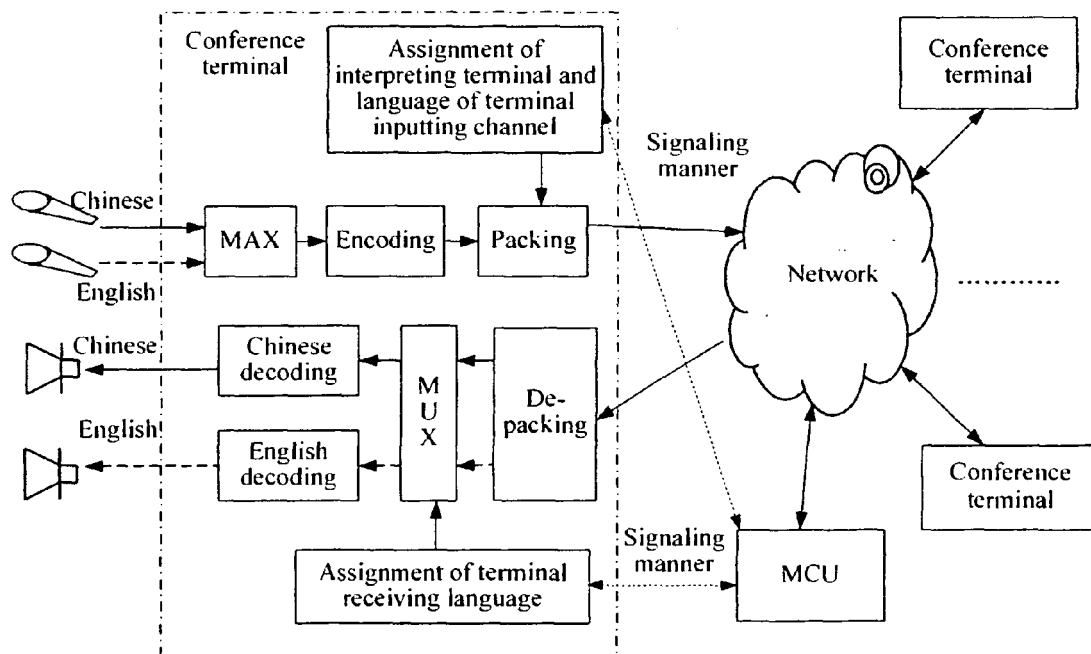 Conference
terminal
Assignment of
interpreting terminal and
language of terminal
inputting channel
Conference
terminal
Signaling
manner
Chinese
MAX
Encoding
Packing
English
Network
Chinese
Chinese
decoding
M
U
X
De-
packing
English
English
decoding
Conference
terminal
Signaling
manner
MCU
Assignment of terminal
receiving language